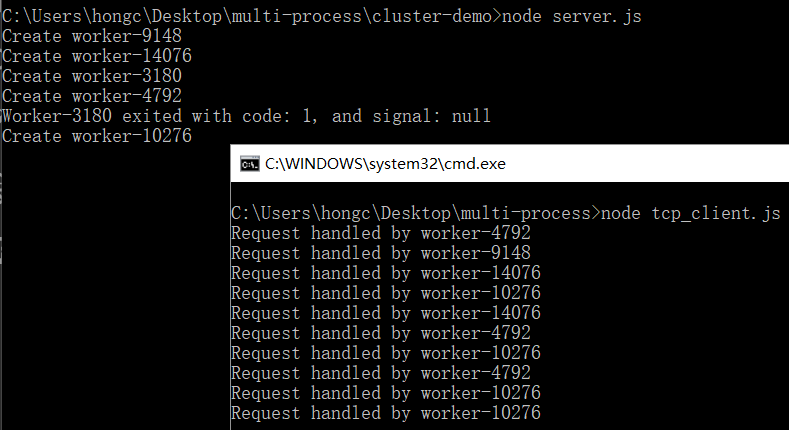 C:\Users\hongc\Desktop\multi-process\cluster-demo>node server.js
Create worker-9148
Create worker-14076
Create worker-3180
Create worker-4792
Worker-3180 exited with code: 1, and signal: null
Create worker-10276
C:\WINDOWS\system32\cmd.exe
C:\Users\hongc\Desktop\multi-process>node tcp_client.js
Request handled by worker-4792
Request handled by worker-9148
Request handled by worker-14076
Request handled by worker-10276
Request handled by worker-14076
Request handled by worker-4792
Request handled by worker-10276
Request handled by worker-4792
Request handled by worker-10276
Request handled by worker-10276